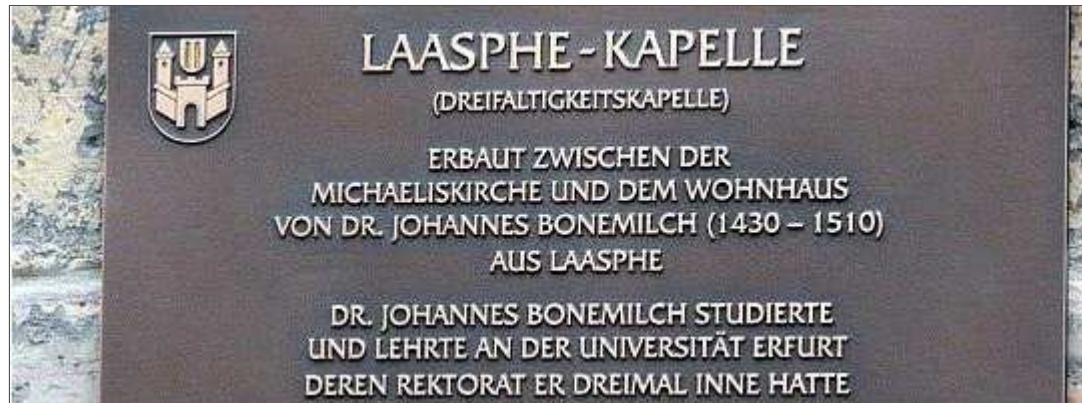 LAASPHE - KAPELLE
(DREIFALTIGKEITSKAPELLE)
ERBAUT ZWISCHEN DER
MICHAELISKIRCHE UND DEM WOHNHAUS
VON DR. JOHANNES BONEMILCH (1430 – 1510)
AUS LAASPHE
DR. JOHANNES BONEMILCH STUDIERTE
UND LEHRTE AN DER UNIVERSITÄT ERFURT
DEREN REKTORAT ER DREIMAL INNE HATTE